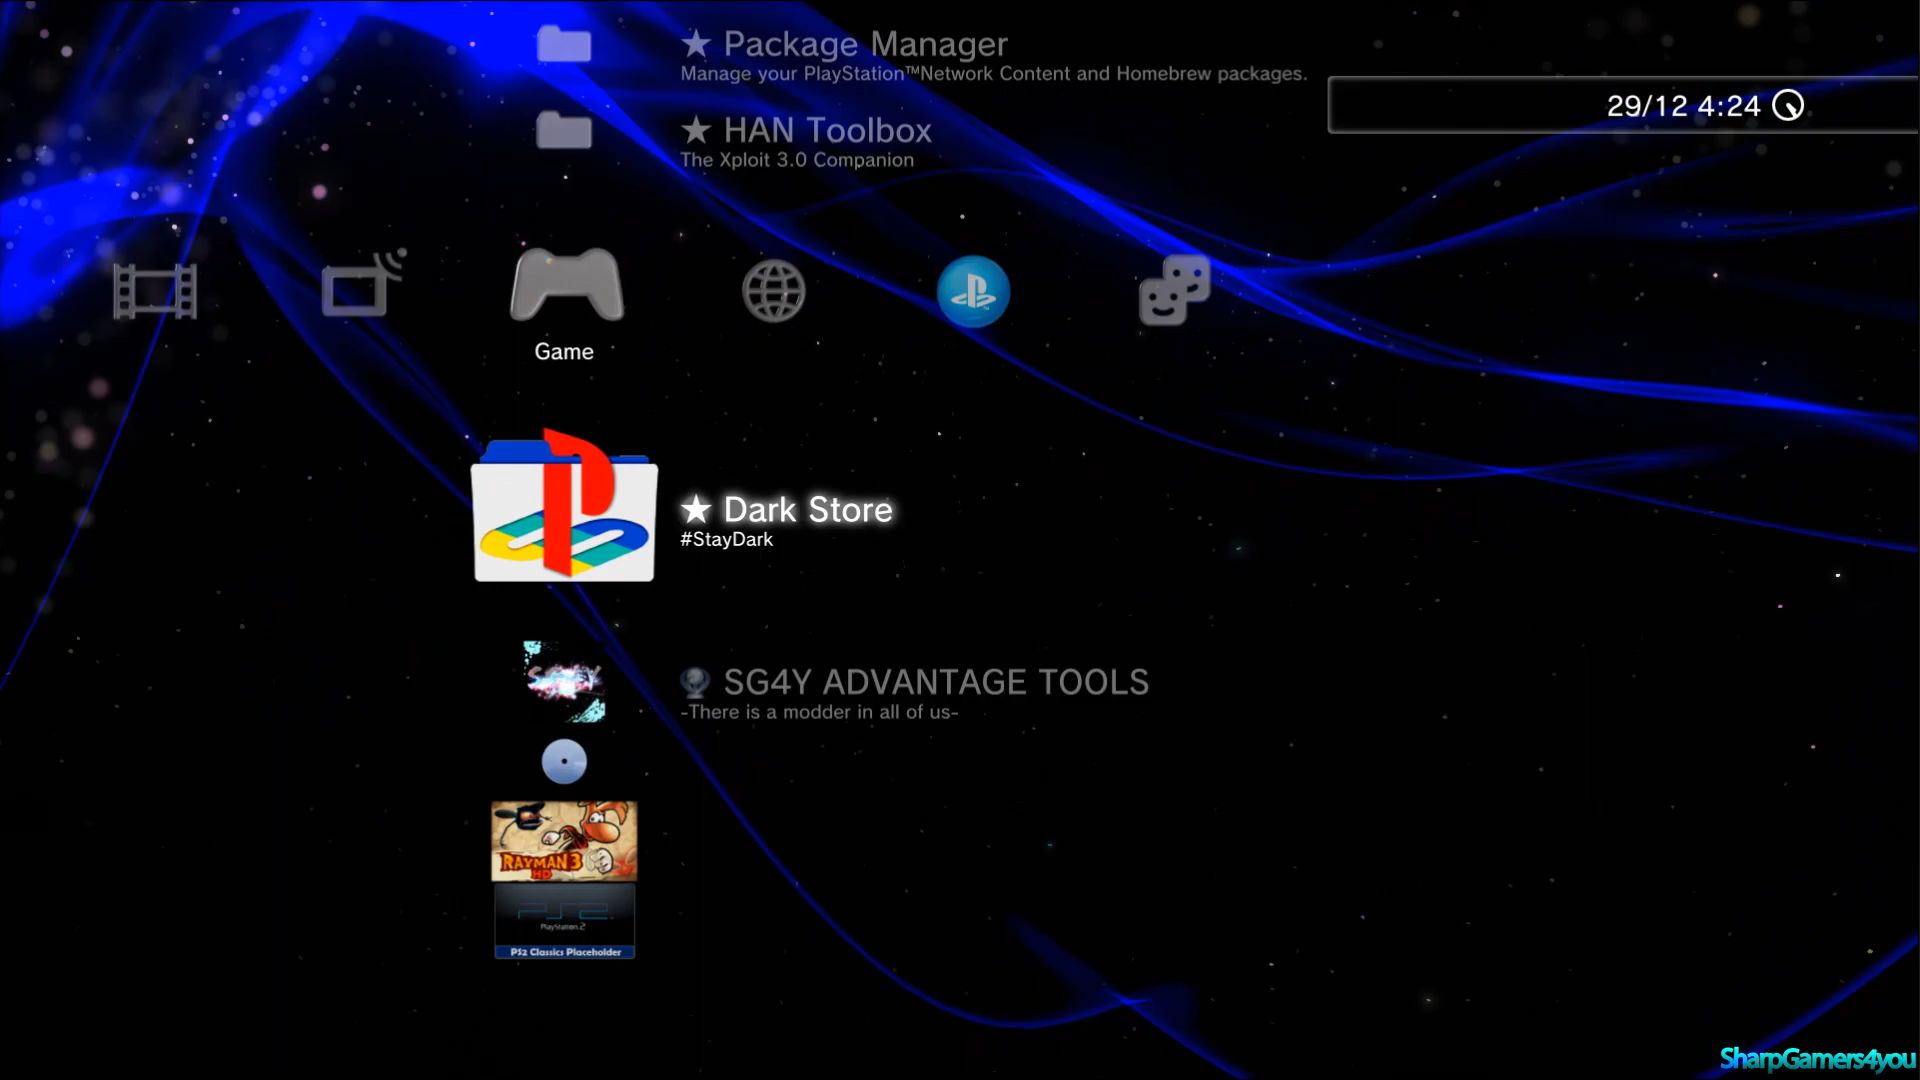 ★ Package Manager
Manage your PlayStation™Network Content and Homebrew packages.
29/12 4:24
★ HAN Toolbox
The Xploit 3.0 Companion
Game
★ Dark Store
#StayDark
SG4Y
SG4Y ADVANTAGE TOOLS
-There is a modder in all of us-
RAYMAN 3
HD
PS2
PlayStation 2
PS2 Classics Placeholder
SharpGamers4you